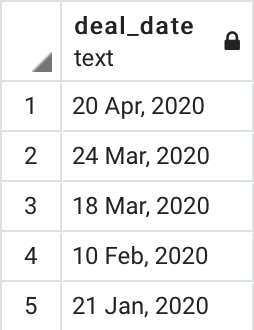 deal_date
text
1 20 Apr, 2020
2 24 Mar, 2020
3 18 Mar, 2020
4 10 Feb, 2020
5 21 Jan, 2020